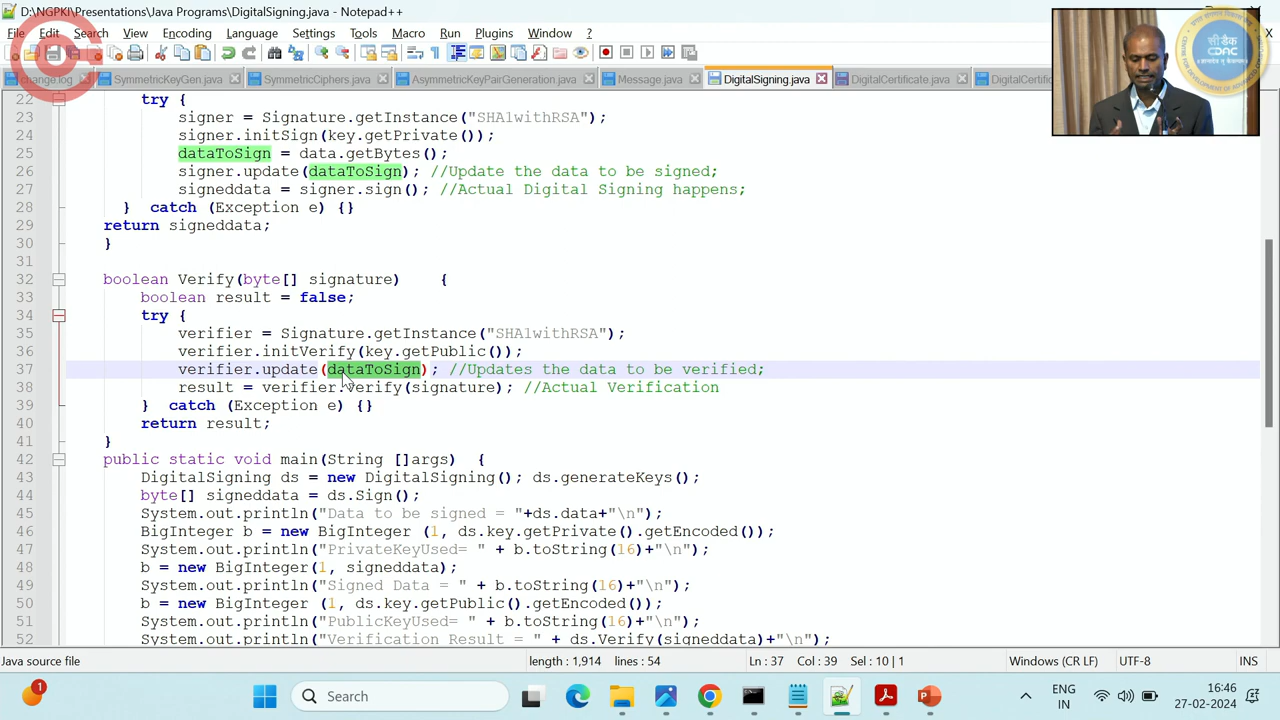 D:\NGPKI\Presentations\Java Programs\DigitalSigning.java - Notepad++
File Edit Search View Encoding Language Settings Tools Macro Run Plugins Window ?
change.log SymmetricKeyGen.java SymmetricCiphers.java AsymmetricKeyPairGeneration.java Message.java DigitalSigning.java DigitalCertificate.java DigitalCertif
सी डैक
CDAC
22 try {
23 signer = Signature.getInstance("SHA1withRSA");
24 signer.initSign(key.getPrivate());
25 dataToSign = data.getBytes();
26 signer.update(dataToSign); //Update the data to be signed;
27 signeddata = signer.sign(); //Actual Digital Signing happens;
28 } catch (Exception e) {}
29 return signeddata;
30 }
31
32 boolean Verify(byte[] signature) {
33 boolean result = false;
34 try {
35 verifier = Signature.getInstance("SHA1withRSA");
36 verifier.initVerify(key.getPublic());
37 verifier.update(dataToSign); //Updates the data to be verified;
38 result = verifier.verify(signature); //Actual Verification
39 } catch (Exception e) {}
40 return result;
41 }
42 public static void main(String []args) {
43 DigitalSigning ds = new DigitalSigning(); ds.generateKeys();
44 byte[] signeddata = ds.Sign();
45 System.out.println("Data to be signed = "+ds.data+"\n");
46 BigInteger b = new BigInteger (1, ds.key.getPrivate().getEncoded());
47 System.out.println("PrivateKeyUsed= " + b.toString(16)+"\n");
48 b = new BigInteger(1, signeddata);
49 System.out.println("Signed Data = " + b.toString(16)+"\n");
50 b = new BigInteger (1, ds.key.getPublic().getEncoded());
51 System.out.println("PublicKeyUsed= " + b.toString(16)+"\n");
52 System.out.println("Verification Result = " + ds.Verify(signeddata)+"\n");
Java source file length : 1,914 lines : 54 Ln : 37 Col : 39 Sel : 10 | 1 Windows (CR LF) UTF-8 INS
1 Search ENG IN 16:46 27-02-2024